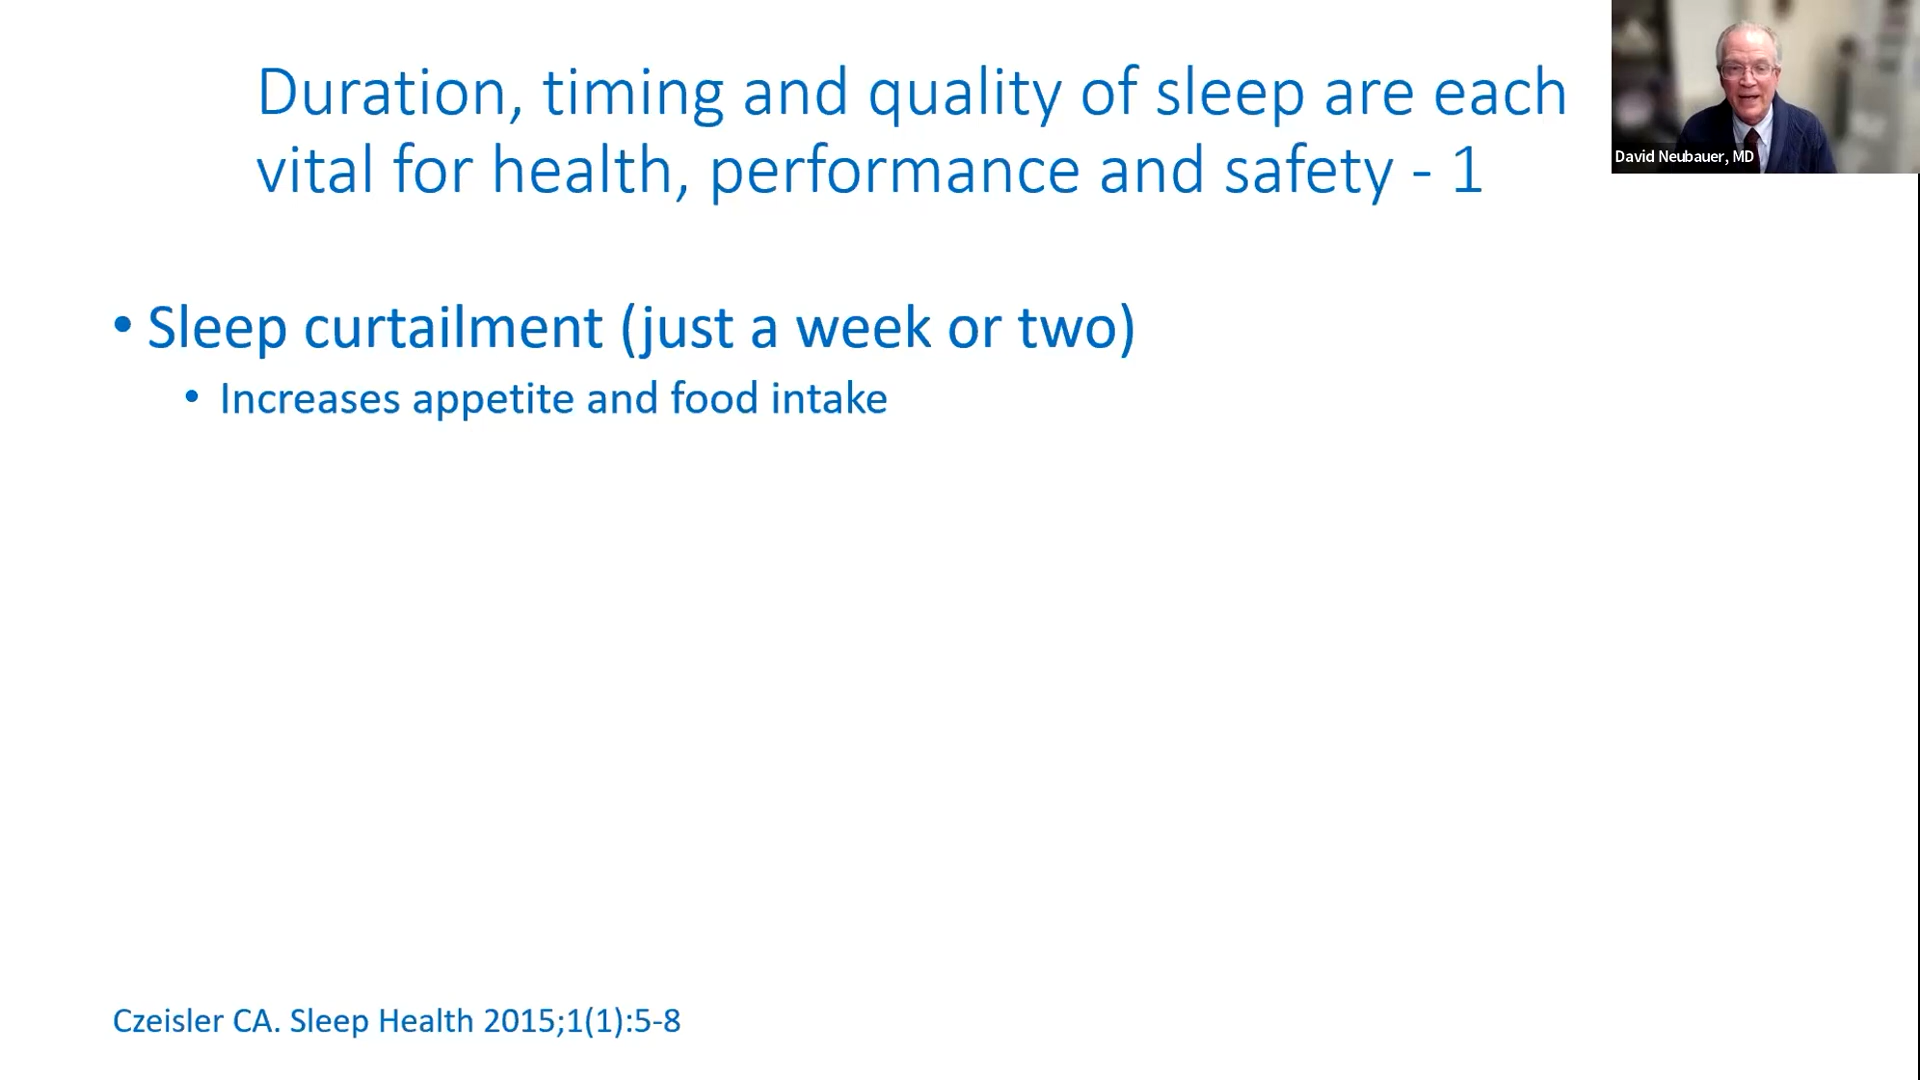 Duration, timing and quality of sleep are each
vital for health, performance and safety - 1
David Neubauer, MD
• Sleep curtailment (just a week or two)
• Increases appetite and food intake
Czeisler CA. Sleep Health 2015;1(1):5-8